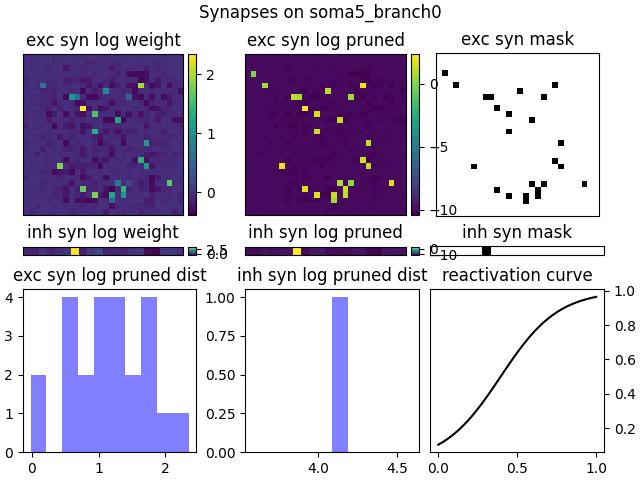 Synapses on soma5_branch0
exc syn log weight
exc syn log pruned
exc syn mask
2
1
0
0
−5
−10
inh syn log weight
inh syn log pruned
inh syn mask
2.5
0.0
0
10
exc syn log pruned dist
inh syn log pruned dist
reactivation curve
4
3
2
1
0
0 1 2
1.00
0.75
0.50
0.25
0.00
4.0 4.5
1.0
0.8
0.6
0.4
0.2
0.0 0.5 1.0